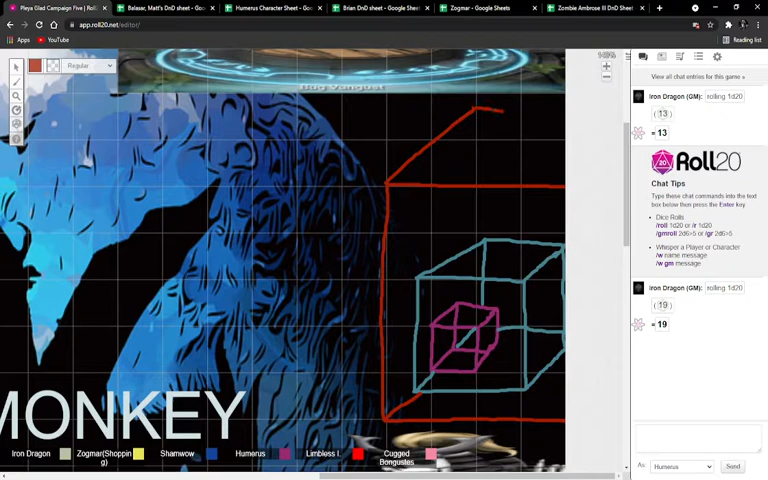 Pleya Glad Campaign Five | Roll
Balasar, Matt's DnD sheet - Goo
Humerus Character Sheet - Goog
Brian DnD sheet - Google Sheets
Zogmar - Google Sheets
Zombie Ambrose III DnD Sheet
app.roll20.net/editor/
Apps
YouTube
Reading list
Regular
View all chat entries for this game »
Iron Dragon (GM): rolling 1d20
(13)
= 13
20 Roll20
Chat Tips
Type these chat commands into the text
box below then press the Enter key.
Dice Rolls
/roll 1d20 or /r 1d20
/gmroll 2d6>5 or /gr 2d6>5
Whisper a Player or Character
/w name message
/w gm message
Iron Dragon (GM): rolling 1d20
(19)
= 19
MONKEY
Iron Dragon
Zogmar(Shoppin
g)
Shamwow
Humerus
Limbless I.
Cugged
Bongustes
As:
Humerus
Send